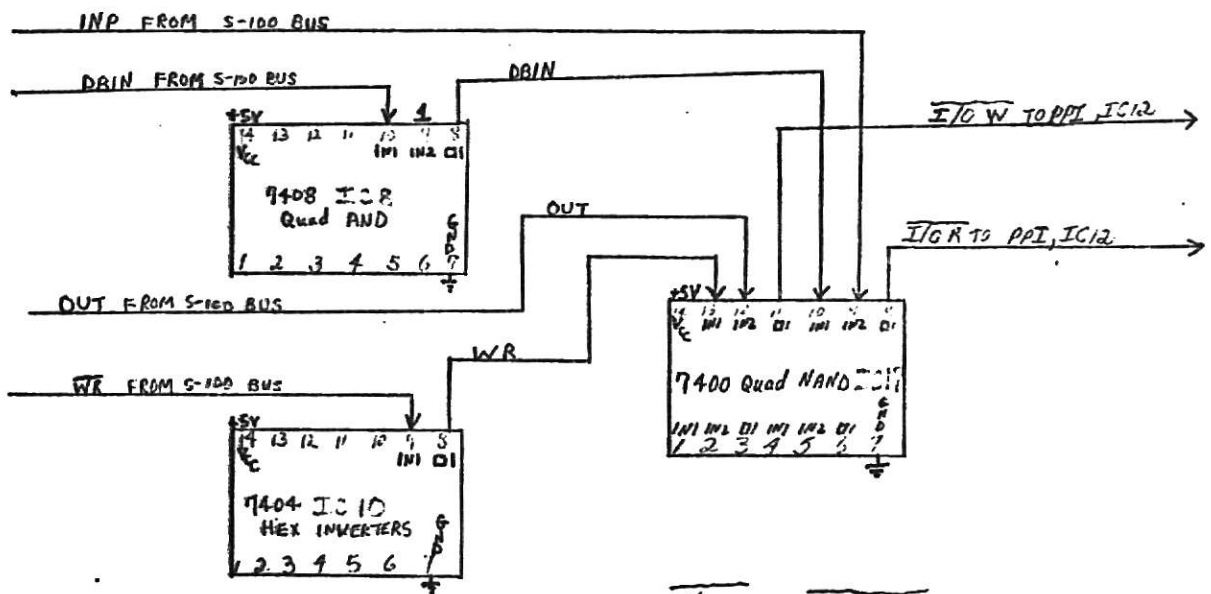 INP FROM S-100 BUS
DBIN FROM S-100 BUS
DBIN
I/O W TO PPI, IC12
+5V 1
14 13 12 11 10 9 8
VCC IN1 IN2 O1
7408 IC8
Quad AND
GND
1 2 3 4 5 6 7
OUT
I/O R TO PPI, IC12
OUT FROM S-100 BUS
+5V
14 13 12 11 10 9 8
VCC IN1 IN2 O1 IN1 IN2 O1
WR
7400 Quad NAND
GND
IN1 IN2 O1 IN1 IN2 O1
1 2 3 4 5 6 7
WR FROM S-100 BUS
+5V
14 13 12 11 10 9 8
VCC IN1 O1
7404 IC10
HEX INVERTERS
GND
1 2 3 4 5 6 7